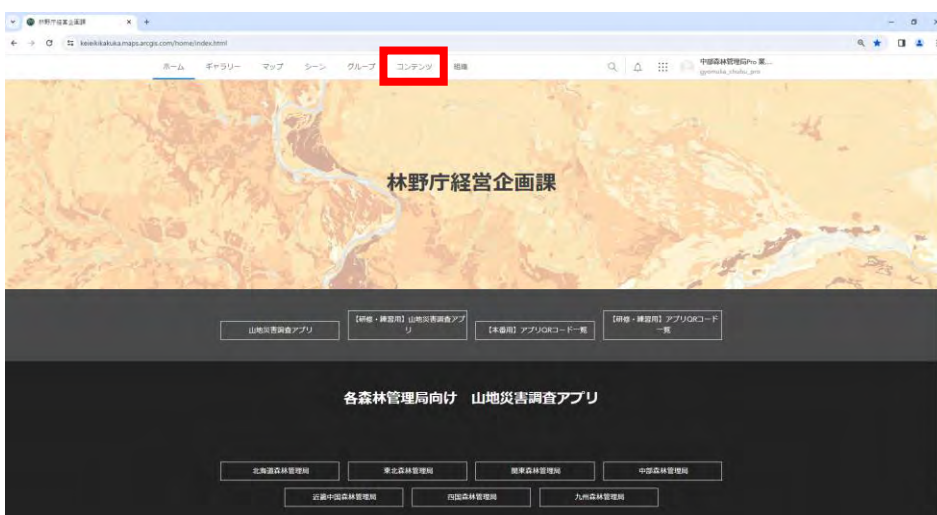 林野庁経営企画課
keieikikakuka.maps.arcgis.com/home/index.html
ホーム ギャラリー マップ シーン グループ コンテンツ 組織
中部森林管理局Pro 業...
gyomuka_chubu_pro
林野庁経営企画課
山地災害調査アプリ
【研修・練習用】山地災害調査アプ
リ
【本番用】アプリQRコード一覧
【研修・練習用】アプリQRコード
一覧
各森林管理局向け 山地災害調査アプリ
北海道森林管理局 東北森林管理局 関東森林管理局 中部森林管理局
近畿中国森林管理局 四国森林管理局 九州森林管理局